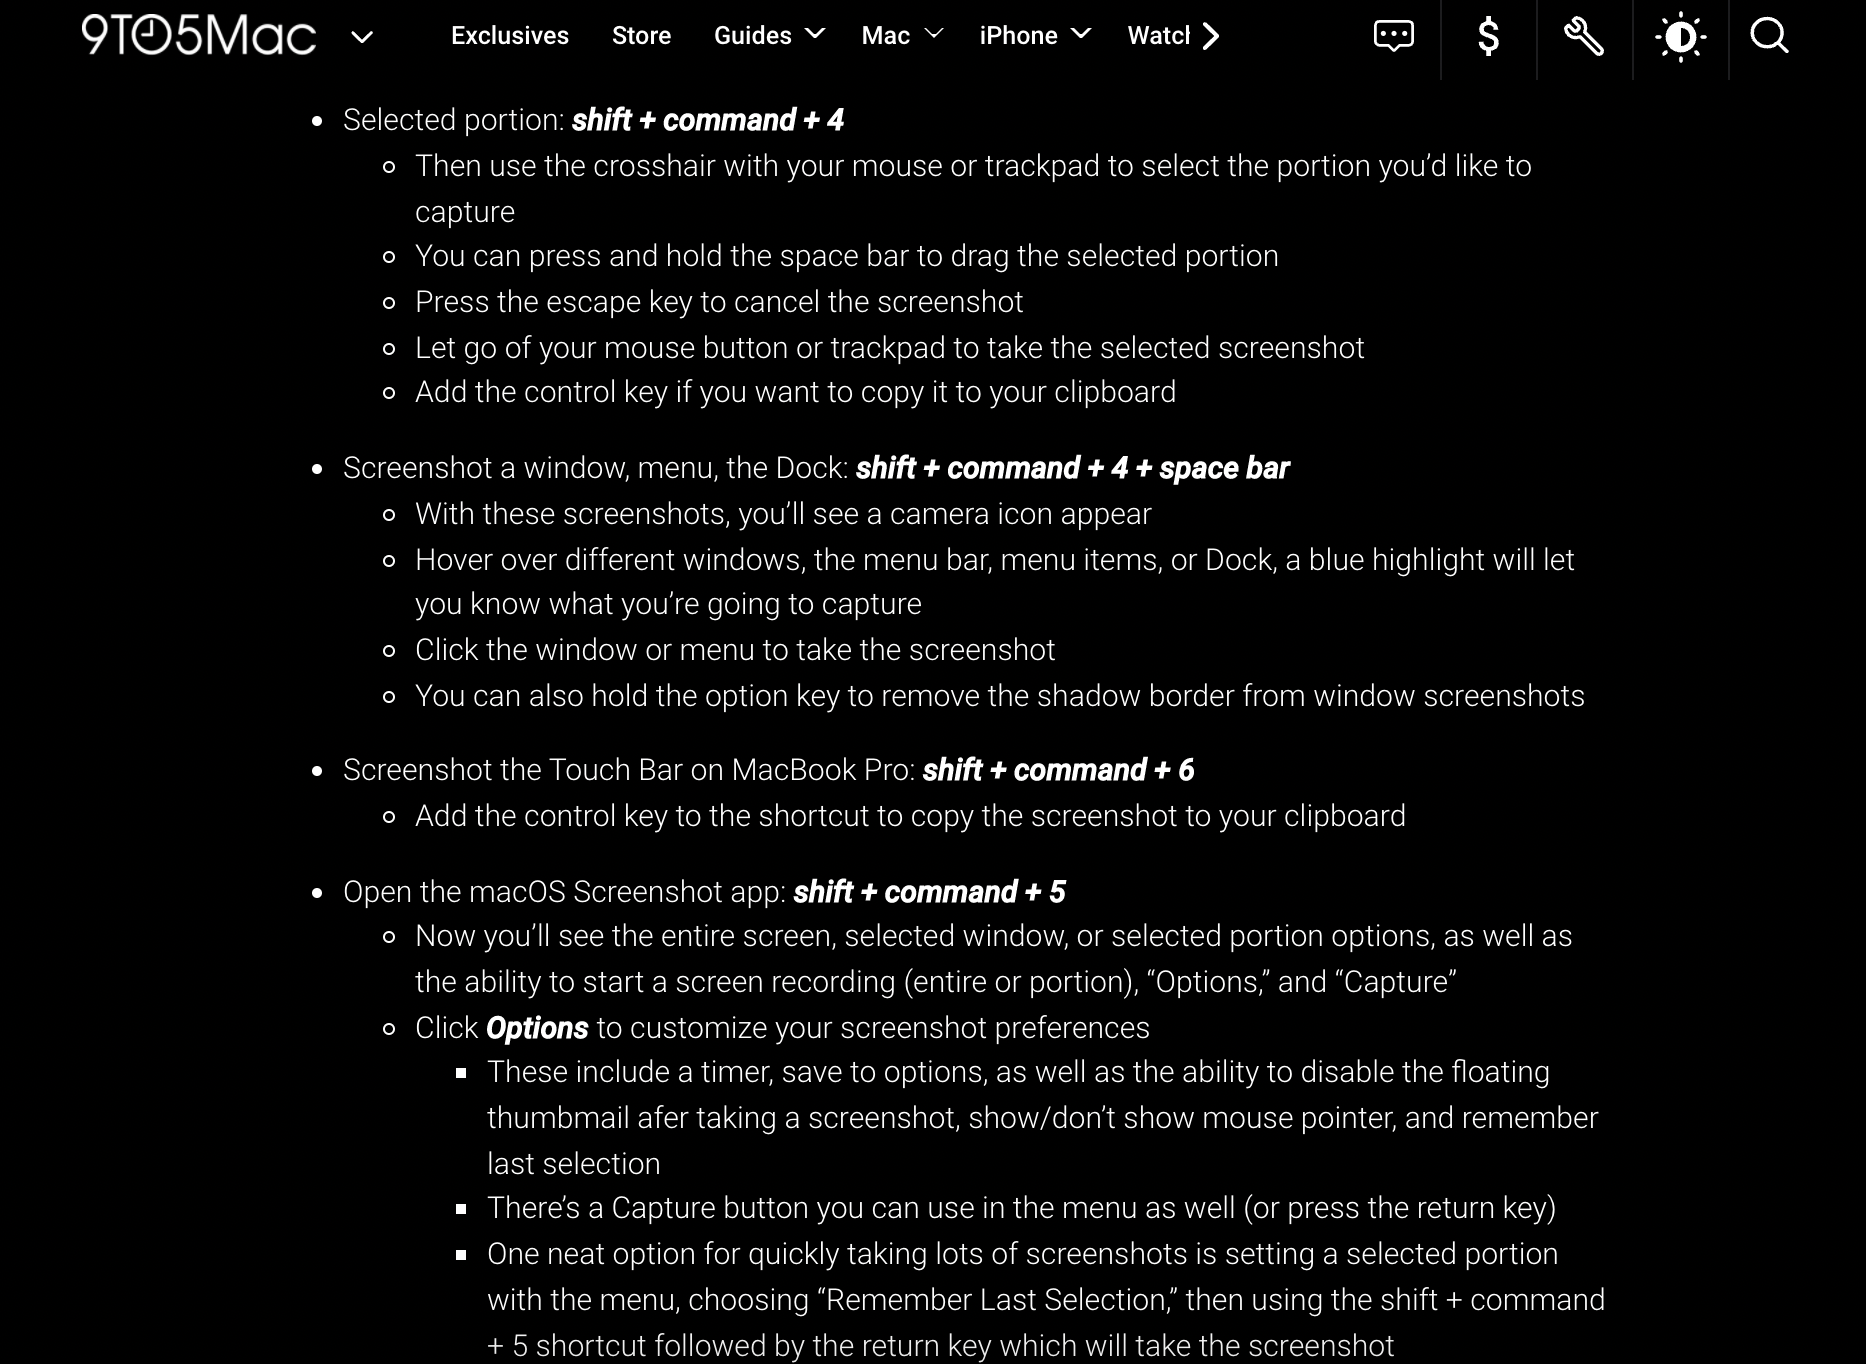 9TO5Mac
Exclusives Store Guides Mac iPhone Watch
Selected portion: shift + command + 4
Then use the crosshair with your mouse or trackpad to select the portion you’d like to
capture
You can press and hold the space bar to drag the selected portion
Press the escape key to cancel the screenshot
Let go of your mouse button or trackpad to take the selected screenshot
Add the control key if you want to copy it to your clipboard
Screenshot a window, menu, the Dock: shift + command + 4 + space bar
With these screenshots, you’ll see a camera icon appear
Hover over different windows, the menu bar, menu items, or Dock, a blue highlight will let
you know what you’re going to capture
Click the window or menu to take the screenshot
You can also hold the option key to remove the shadow border from window screenshots
Screenshot the Touch Bar on MacBook Pro: shift + command + 6
Add the control key to the shortcut to copy the screenshot to your clipboard
Open the macOS Screenshot app: shift + command + 5
Now you’ll see the entire screen, selected window, or selected portion options, as well as
the ability to start a screen recording (entire or portion), “Options,” and “Capture”
Click Options to customize your screenshot preferences
These include a timer, save to options, as well as the ability to disable the floating
thumbmail afer taking a screenshot, show/don’t show mouse pointer, and remember
last selection
There’s a Capture button you can use in the menu as well (or press the return key)
One neat option for quickly taking lots of screenshots is setting a selected portion
with the menu, choosing “Remember Last Selection,” then using the shift + command
+ 5 shortcut followed by the return key which will take the screenshot